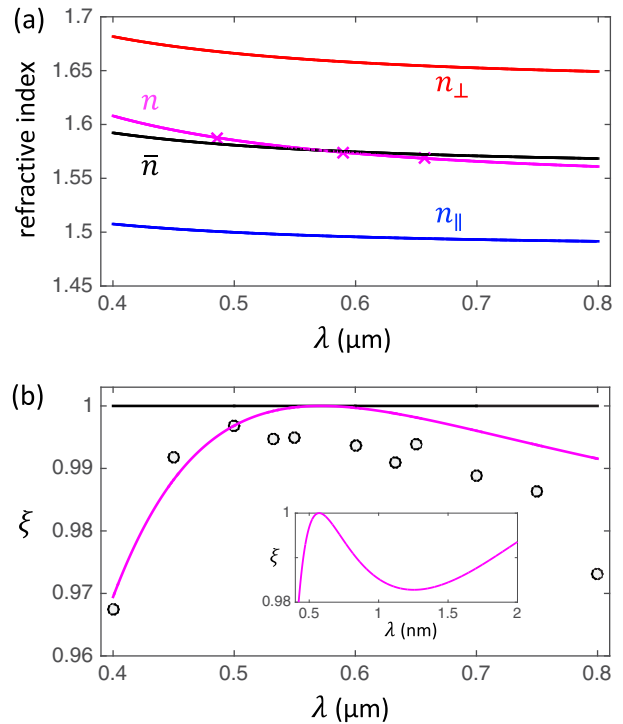 (a)
1.7
1.65
1.6
1.55
1.5
1.45
refractive index
n⊥
n
n̄
n∥
0.4 0.5 0.6 0.7 0.8
λ (µm)
(b)
1
0.99
0.98
0.97
0.96
ξ
1
ξ
0.98
0.5 1 1.5 2
λ (nm)
0.4 0.5 0.6 0.7 0.8
λ (µm)